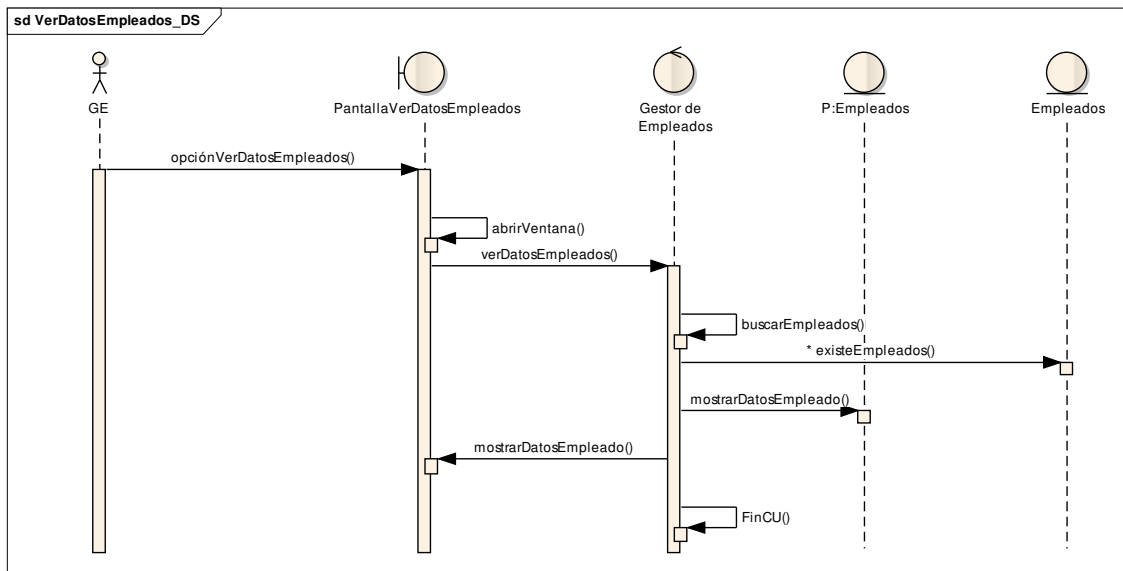 sd VerDatosEmpleados_DS
GE
PantallaVerDatosEmpleados
Gestor de
Empleados
P:Empleados
Empleados
opciónVerDatosEmpleados()
abrirVentana()
verDatosEmpleados()
buscarEmpleados()
* existeEmpleados()
mostrarDatosEmpleado()
mostrarDatosEmpleado()
FinCU()